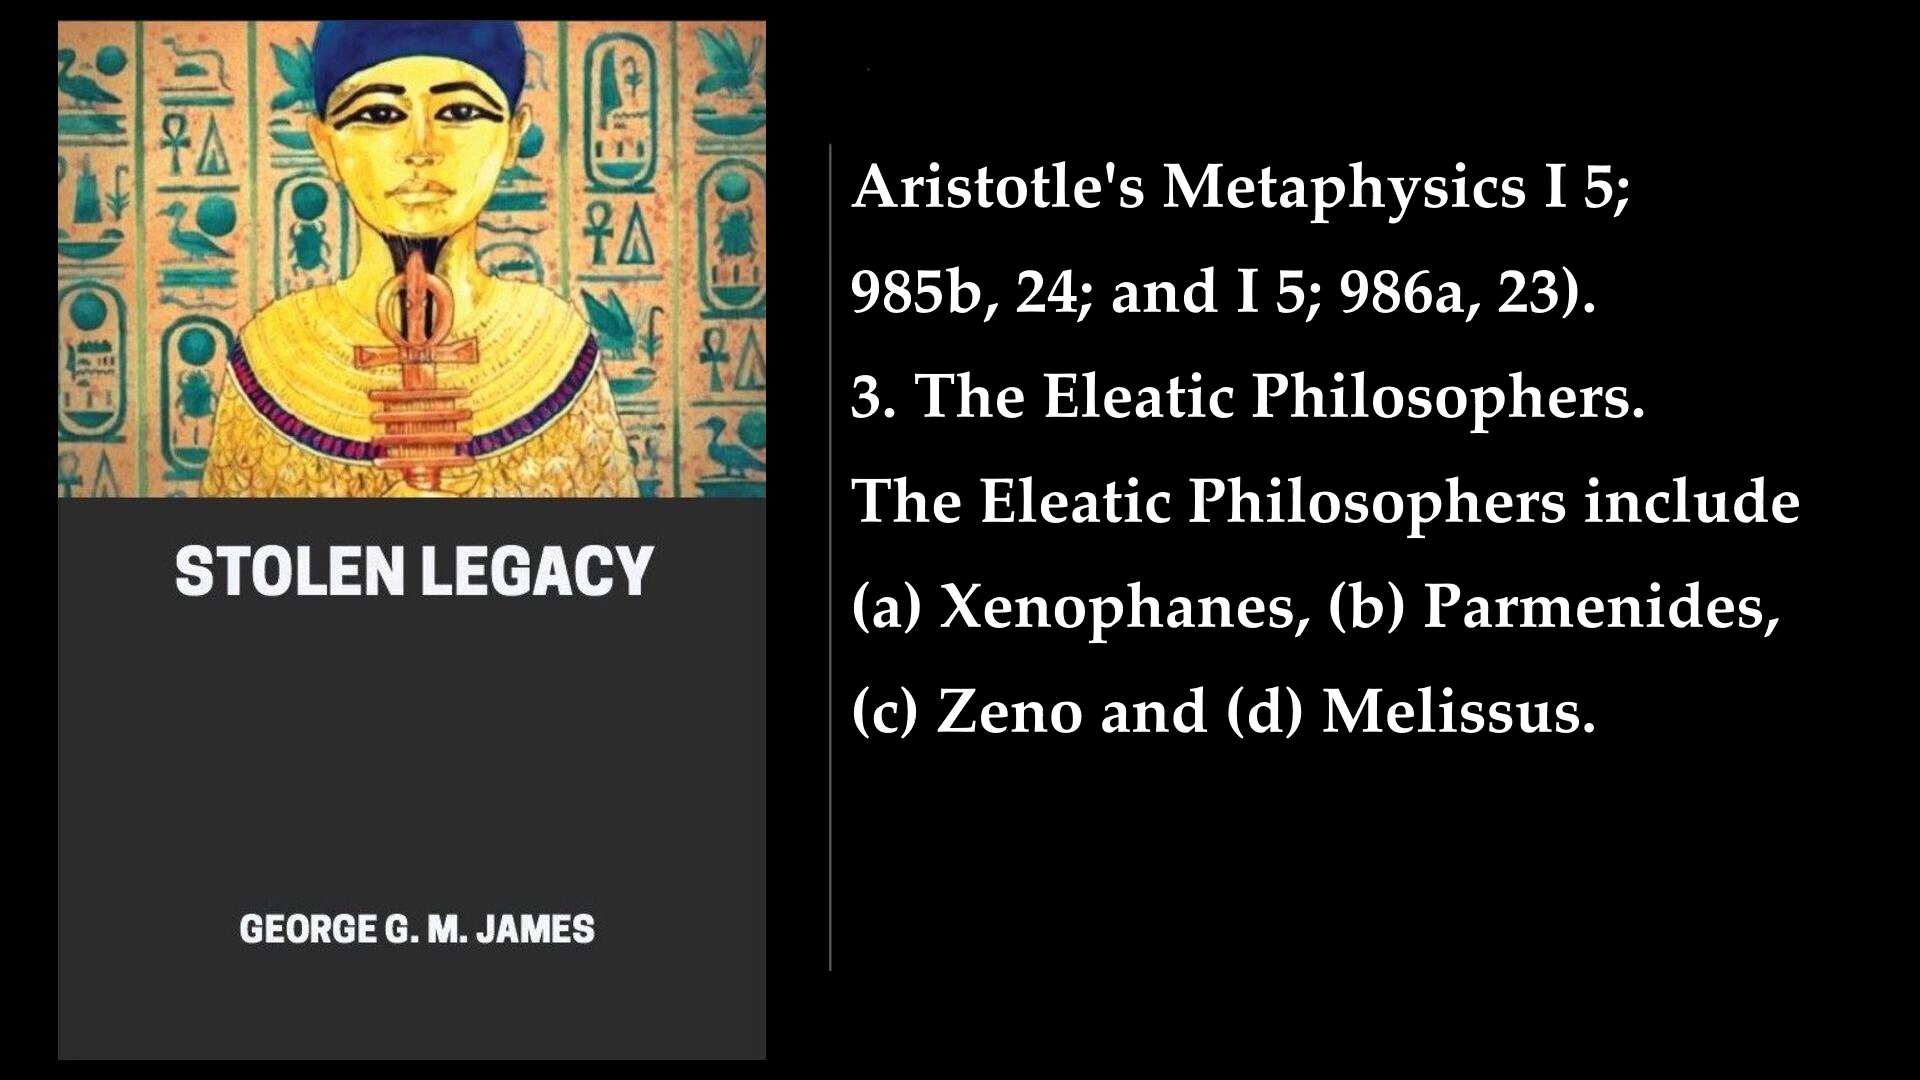 STOLEN LEGACY
GEORGE G. M. JAMES
Aristotle's Metaphysics I 5;
985b, 24; and I 5; 986a, 23).
3. The Eleatic Philosophers.
The Eleatic Philosophers include
(a) Xenophanes, (b) Parmenides,
(c) Zeno and (d) Melissus.